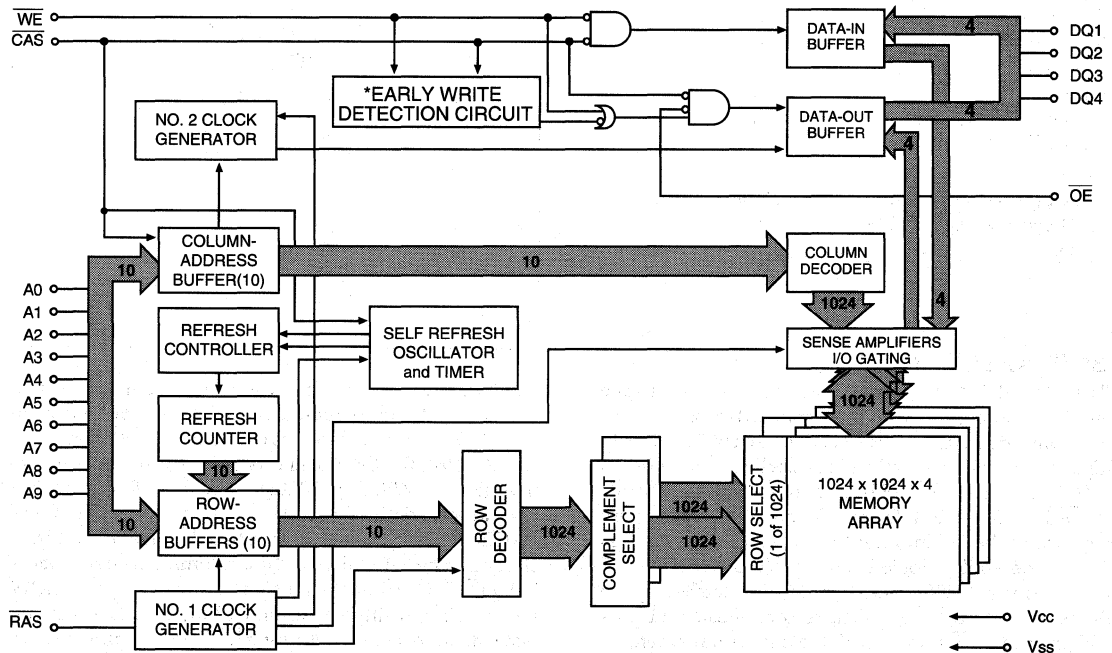 WE
CAS
DATA-IN
BUFFER
4
DQ1
DQ2
DQ3
DQ4
*EARLY WRITE
DETECTION CIRCUIT
NO. 2 CLOCK
GENERATOR
DATA-OUT
BUFFER
4
4
OE
COLUMN-
ADDRESS
BUFFER(10)
10
10
COLUMN
DECODER
1024
4
A0
A1
A2
A3
A4
A5
A6
A7
A8
A9
REFRESH
CONTROLLER
SELF REFRESH
OSCILLATOR
and TIMER
SENSE AMPLIFIERS
I/O GATING
1024
REFRESH
COUNTER
10
ROW-
ADDRESS
BUFFERS (10)
10
10
ROW
DECODER
1024
COMPLEMENT
SELECT
1024
1024
ROW SELECT
(1 of 1024)
1024 x 1024 x 4
MEMORY
ARRAY
RAS
NO. 1 CLOCK
GENERATOR
Vcc
Vss